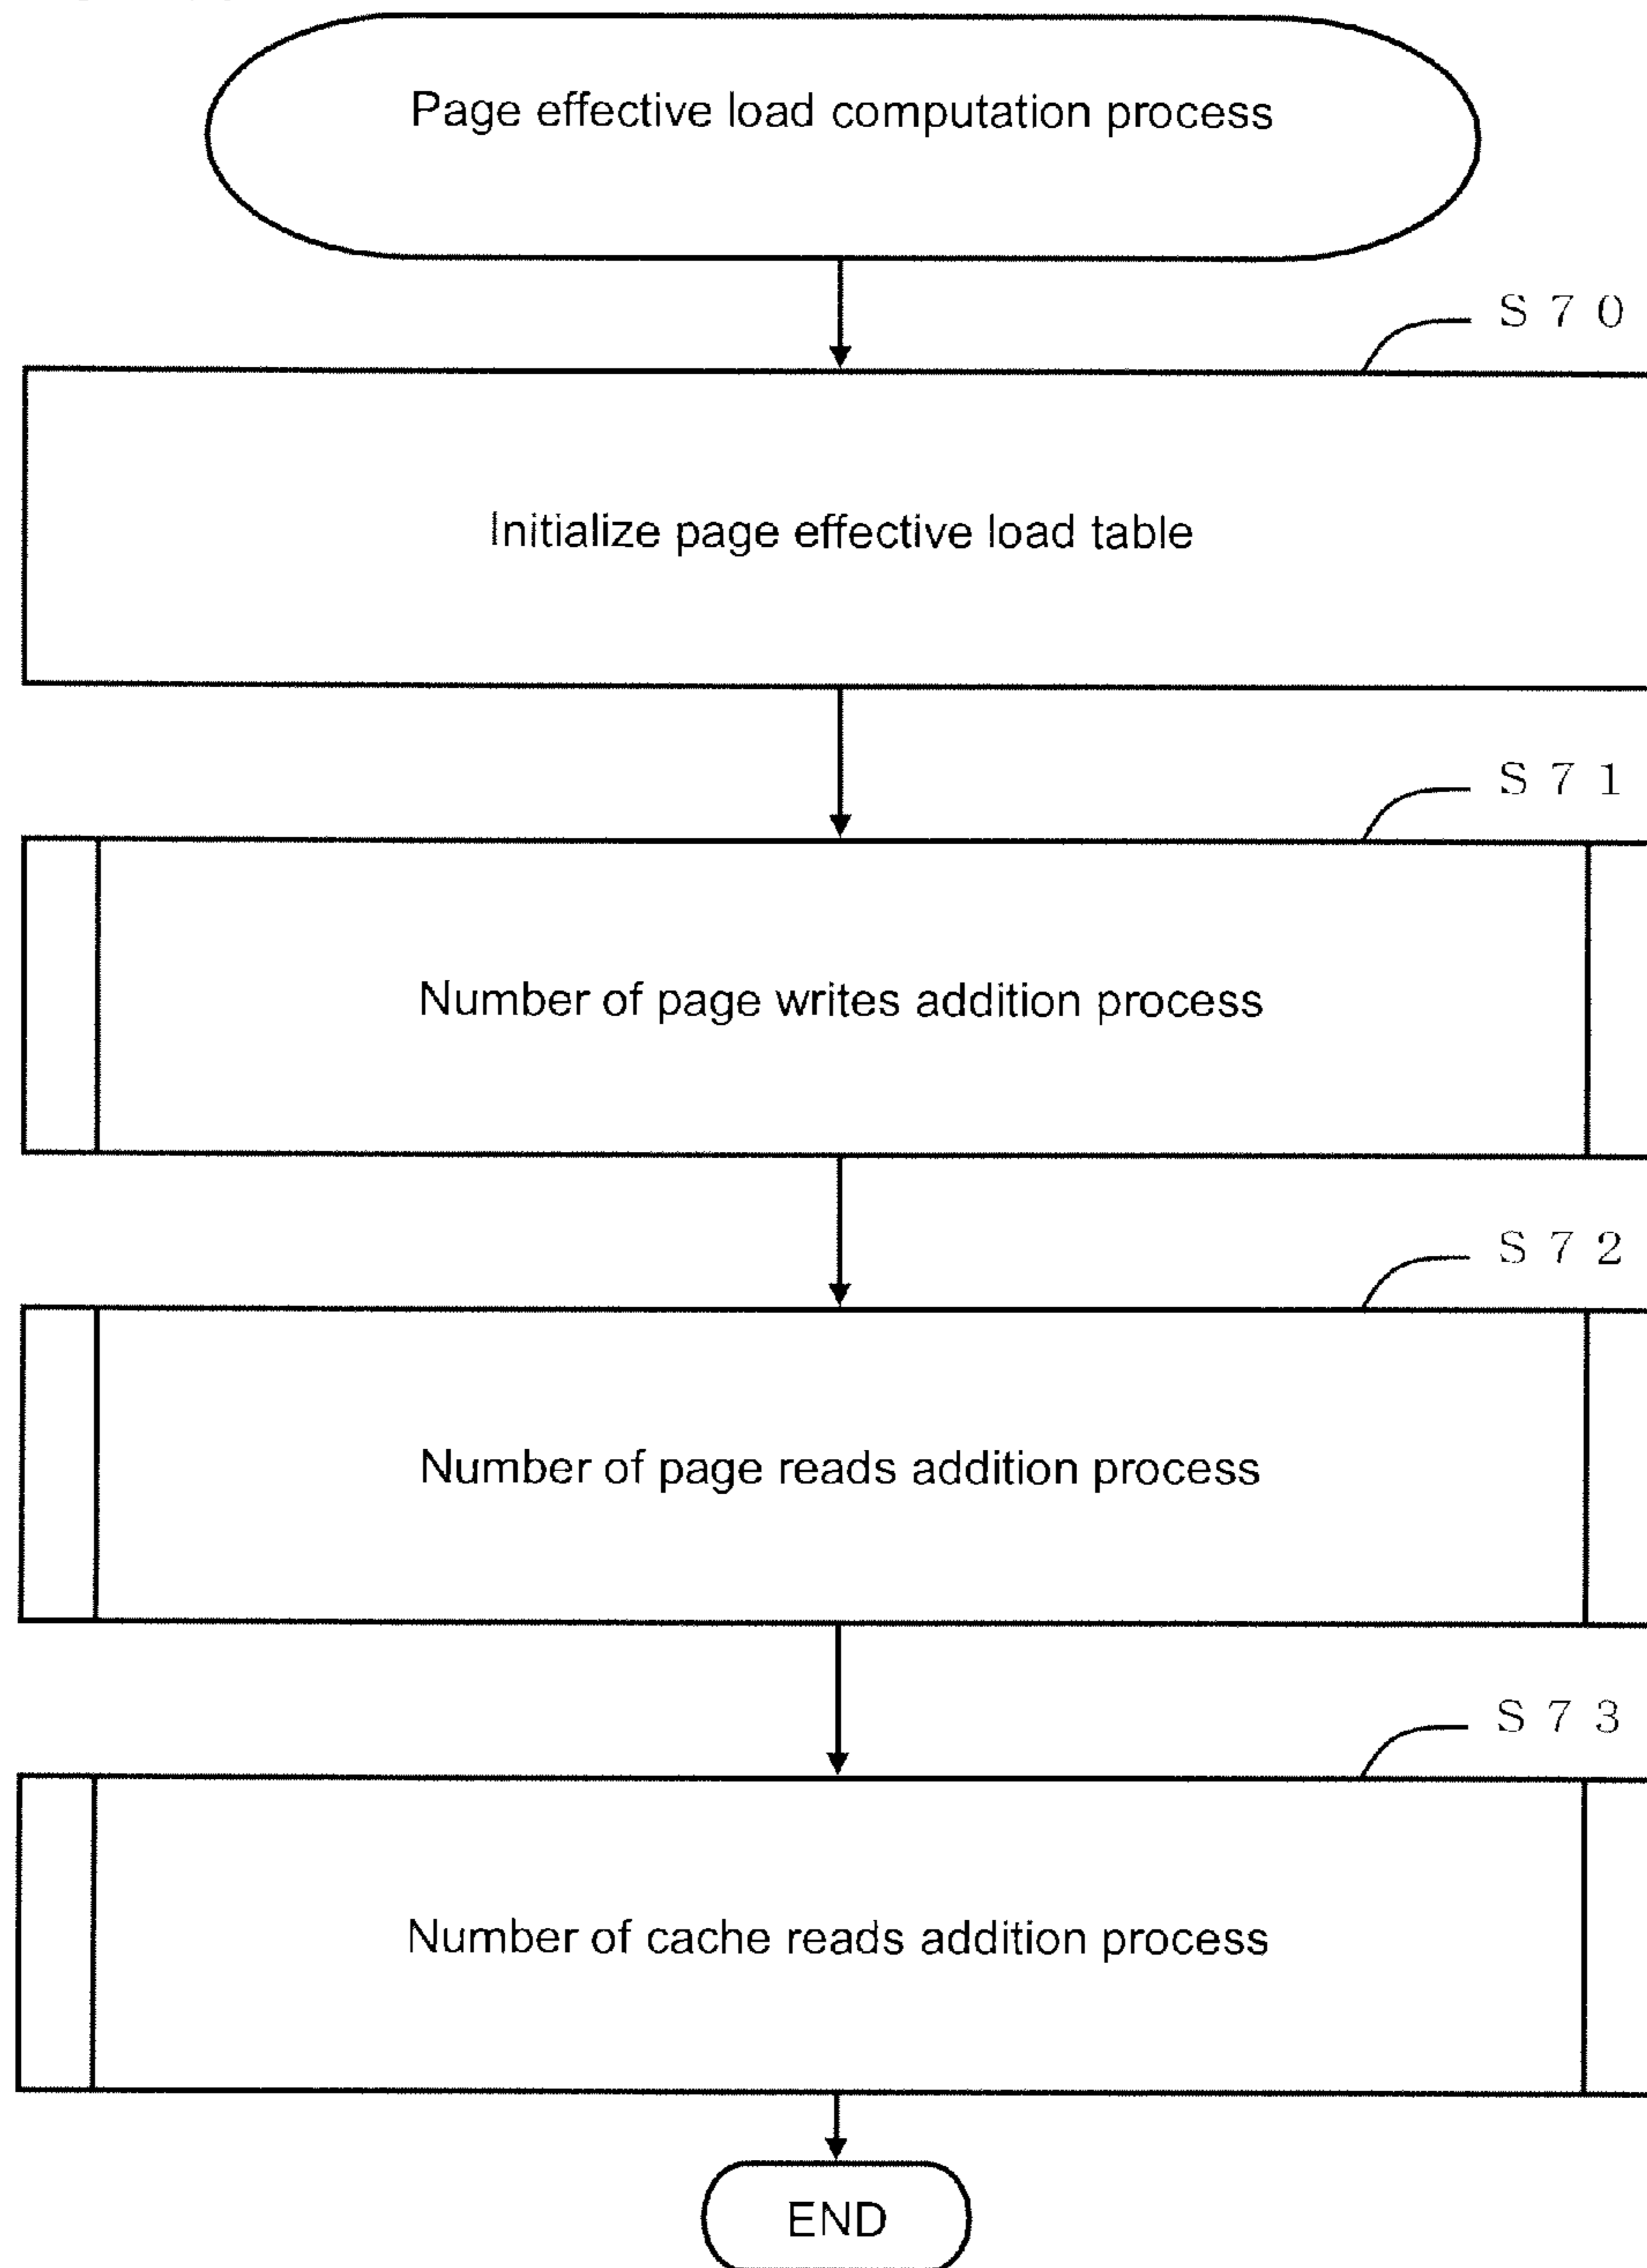 Page effective load computation process
S70
Initialize page effective load table
S71
Number of page writes addition process
S72
Number of page reads addition process
S73
Number of cache reads addition process
END